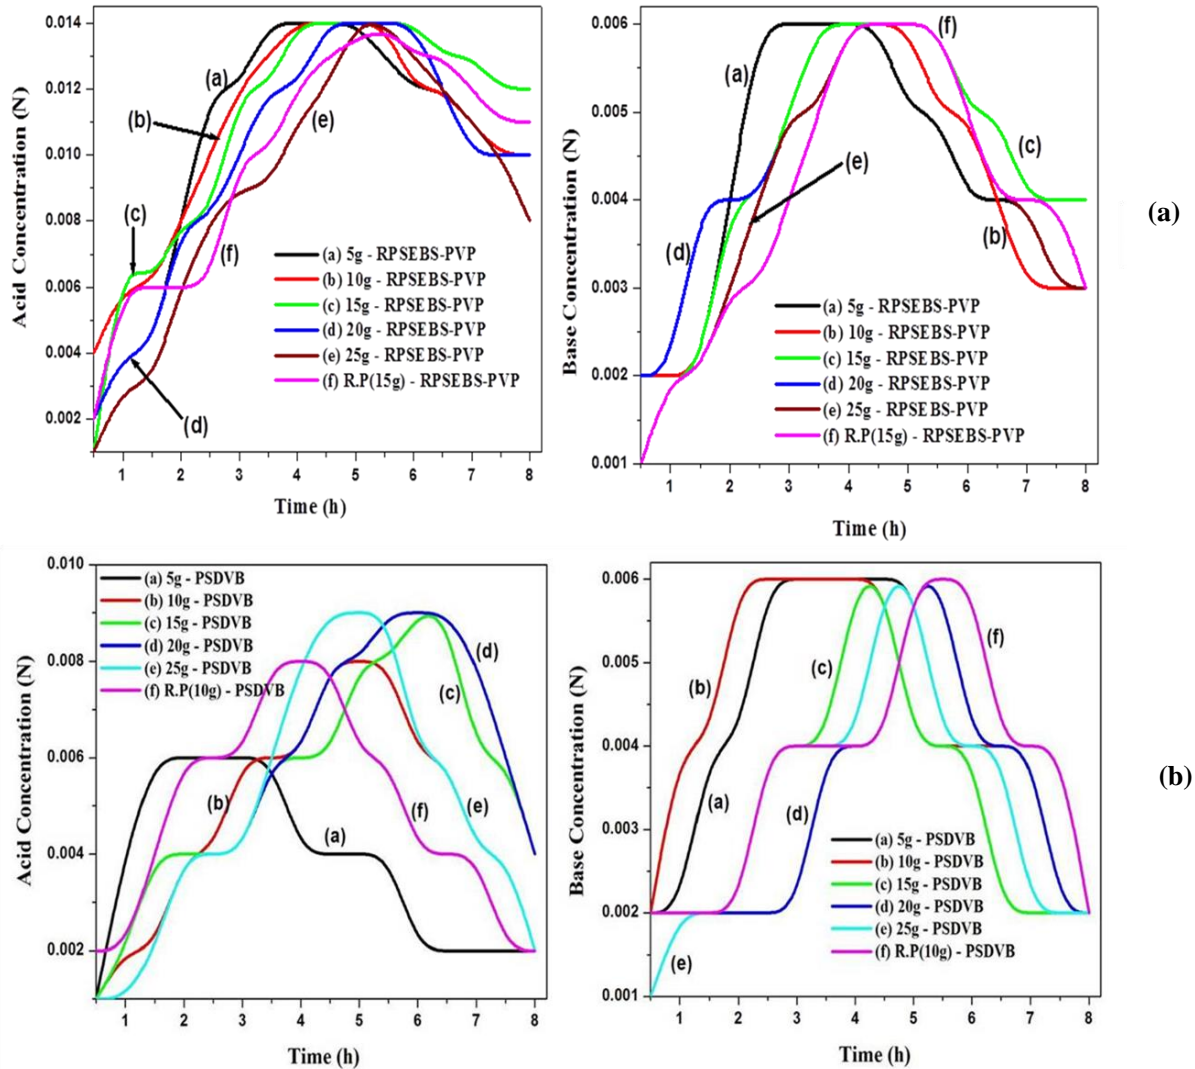 0.014
0.012
0.010
0.008
0.006
0.004
0.002
Acid Concentration (N)
(a)
(b)
(c)
(d)
(e)
(f)
(a) 5g - RPSEBS-PVP
(b) 10g - RPSEBS-PVP
(c) 15g - RPSEBS-PVP
(d) 20g - RPSEBS-PVP
(e) 25g - RPSEBS-PVP
(f) R.P(15g) - RPSEBS-PVP
1 2 3 4 5 6 7 8
Time (h)
0.006
0.005
0.004
0.003
0.002
0.001
Base Concentration (N)
(a)
(f)
(c)
(e)
(d)
(b)
(a) 5g - RPSEBS-PVP
(b) 10g - RPSEBS-PVP
(c) 15g - RPSEBS-PVP
(d) 20g - RPSEBS-PVP
(e) 25g - RPSEBS-PVP
(f) R.P(15g) - RPSEBS-PVP
1 2 3 4 5 6 7 8
Time (h)
(a)
0.010
0.008
0.006
0.004
0.002
Acid Concentration (N)
(a) 5g - PSDVB
(b) 10g - PSDVB
(c) 15g - PSDVB
(d) 20g - PSDVB
(e) 25g - PSDVB
(f) R.P(10g) - PSDVB
(d)
(c)
(b)
(f)
(e)
(a)
1 2 3 4 5 6 7 8
Time (h)
0.006
0.005
0.004
0.003
0.002
0.001
Base Concentration (N)
(f)
(c)
(b)
(a)
(d)
(e)
(a) 5g - PSDVB
(b) 10g - PSDVB
(c) 15g - PSDVB
(d) 20g - PSDVB
(e) 25g - PSDVB
(f) R.P(10g) - PSDVB
1 2 3 4 5 6 7 8
Time (h)
(b)